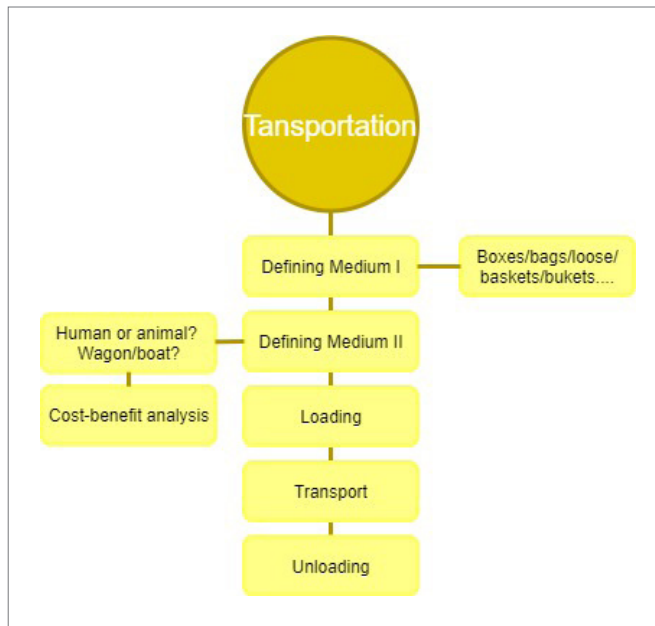 Tansportation
Defining Medium I
Boxes/bags/loose/
baskets/bukets....
Human or animal?
Wagon/boat?
Defining Medium II
Cost-benefit analysis
Loading
Transport
Unloading